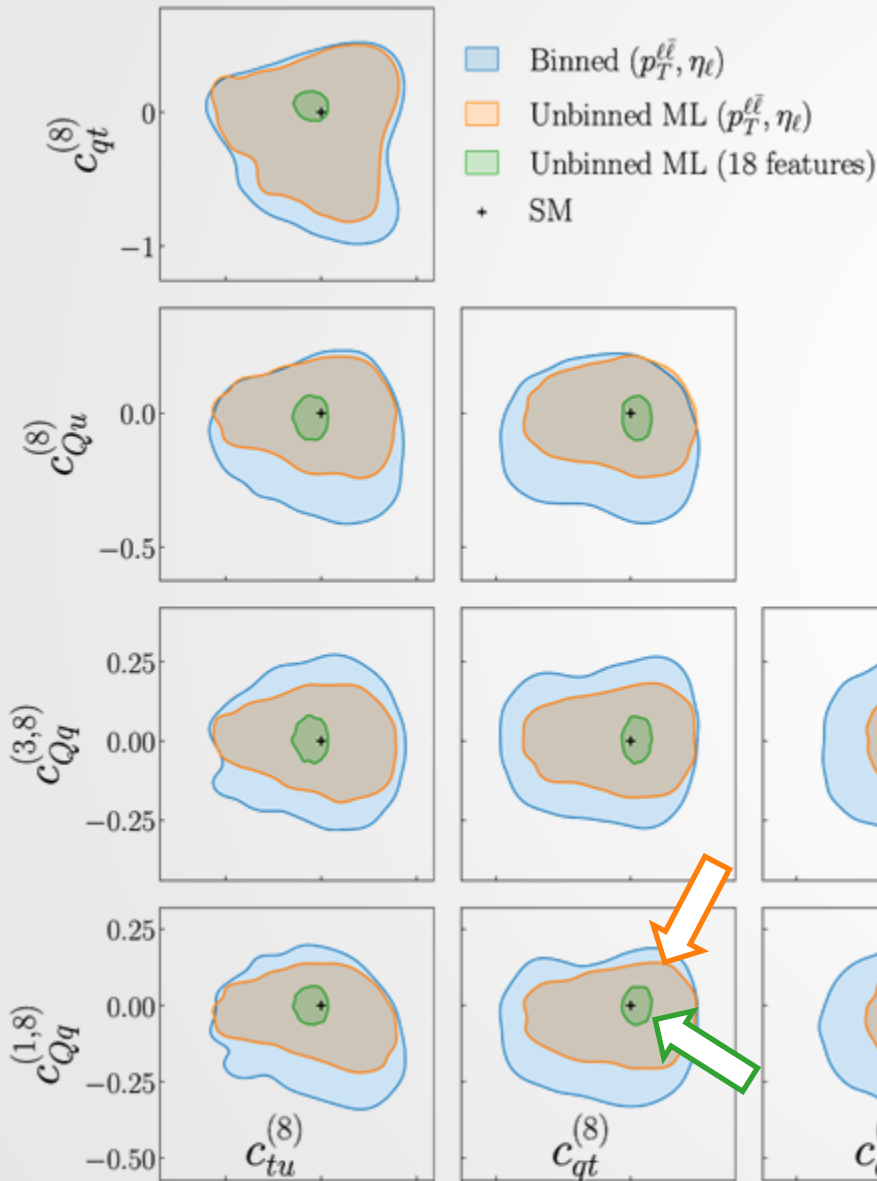 Binned (p_T^{ℓℓ̄}, η_ℓ)
Unbinned ML (p_T^{ℓℓ̄}, η_ℓ)
Unbinned ML (18 features)
SM
c_{qt}^{(8)}
0
−1
c_{Qu}^{(8)}
0.0
−0.5
c_{Qq}^{(3,8)}
0.25
0.00
−0.25
c_{Qq}^{(1,8)}
0.25
0.00
−0.25
−0.50
c_{tu}^{(8)}
c_{qt}^{(8)}